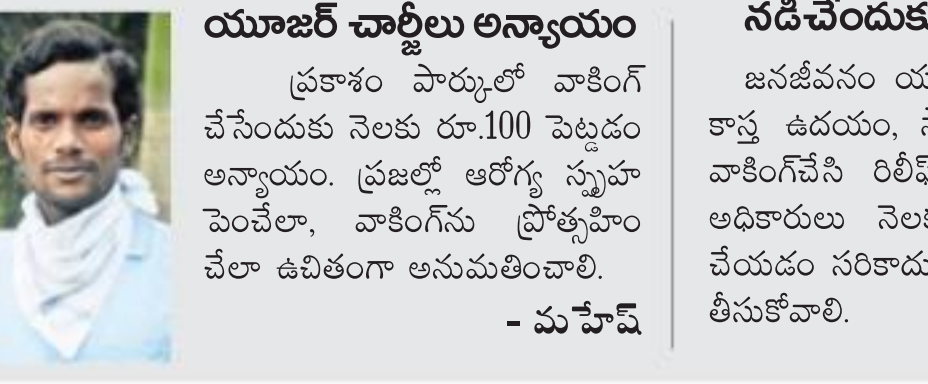 యూజర్ చార్జీలు అన్యాయం
ప్రకాశం పార్కులో వాకింగ్
చేసేందుకు నెలకు రూ.100 పెట్టడం
అన్యాయం. ప్రజల్లో ఆరోగ్య స్పృహ
పెంచేలా, వాకింగ్‌ను ప్రోత్సహిం
చేలా ఉచితంగా అనుమతించాలి.
- మహేష్
నడిచేందుకు
జనజీవనం
కాస్త ఉదయం,
వాకింగ్‌చేసి
అధికారులు
చేయడం సరికాదు
తీసుకోవాలి.